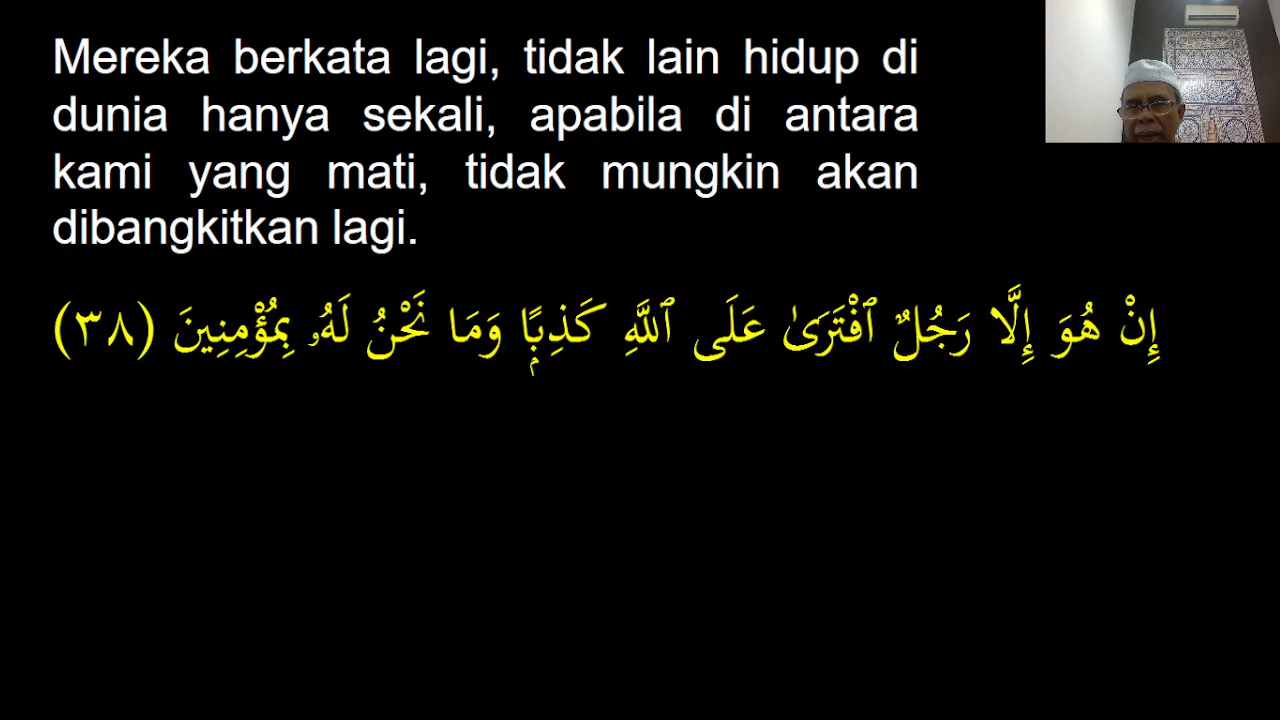 Mereka berkata lagi, tidak lain hidup di
dunia hanya sekali, apabila di antara
kami yang mati, tidak mungkin akan
dibangkitkan lagi.
إِنْ هُوَ إِلَّا رَجُلٌ ٱفْتَرَىٰ عَلَى ٱللَّهِ كَذِبًۭا وَمَا نَحْنُ لَهُۥ بِمُؤْمِنِينَ (٣٨)